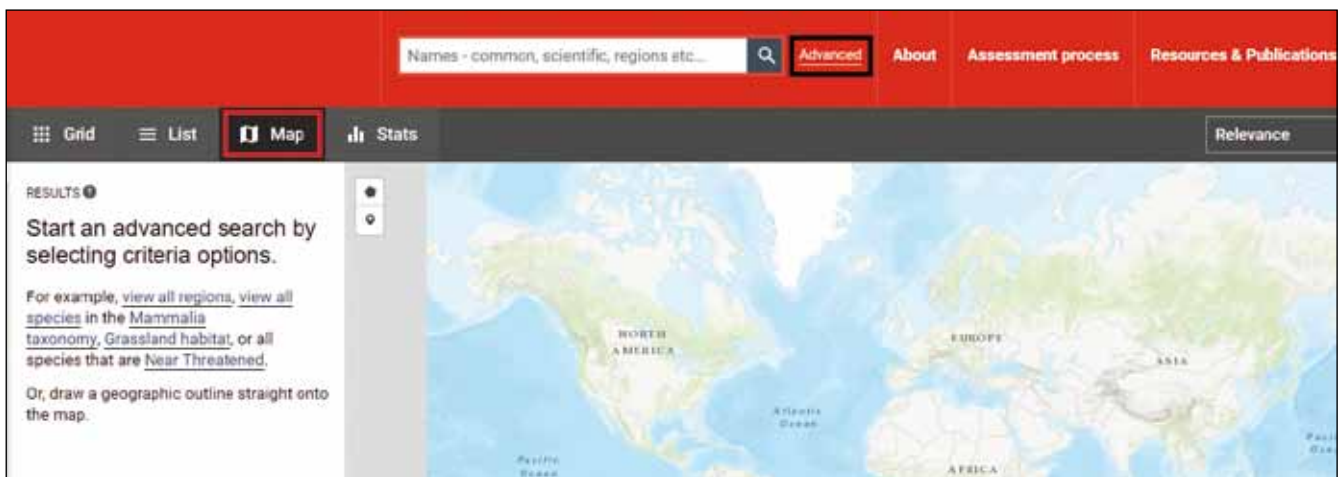 Names - common, scientific, regions etc...
Advanced
About
Assessment process
Resources & Publications
Grid
List
Map
Stats
Relevance
RESULTS
Start an advanced search by
selecting criteria options.
For example, view all regions, view all
species in the Mammalia
taxonomy, Grassland habitat, or all
species that are Near Threatened.
Or, draw a geographic outline straight onto
the map.
NORTH
AMERICA
EUROPE
ASIA
Atlantic
Ocean
Pacific
Ocean
AFRICA